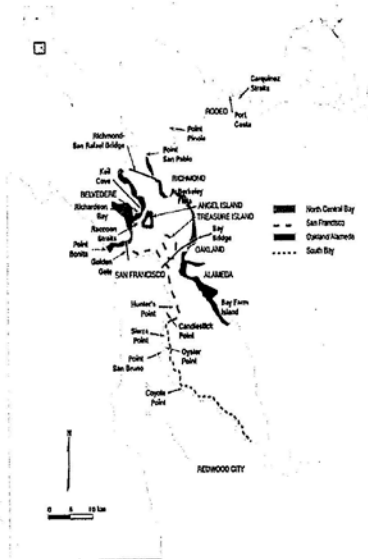 Carquinez
Straits
RODEO
Port
Costa
Point
Pinole
Richmond-
San Rafael Bridge
Point
San Pablo
Keil
Cove
RICHMOND
BELVEDERE
Berkeley
Pier
Richardson
Bay
ANGEL ISLAND
TREASURE ISLAND
Raccoon
Straits
Bay
Bridge
Point
Bonita
OAKLAND
Golden
Gate
SAN FRANCISCO
ALAMEDA
North Central Bay
San Francisco
Oakland/Alameda
South Bay
Hunter's
Point
Bay Farm
Island
Candlestick
Point
Sierra
Point
Oyster
Point
Point
San Bruno
Coyote
Point
REDWOOD CITY
N
0 5 10 km